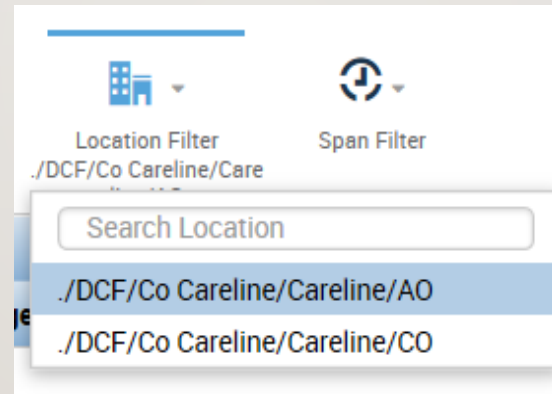 Location Filter
Span Filter
./DCF/Co Careline/Care
Search Location
./DCF/Co Careline/Careline/AO
./DCF/Co Careline/Careline/CO